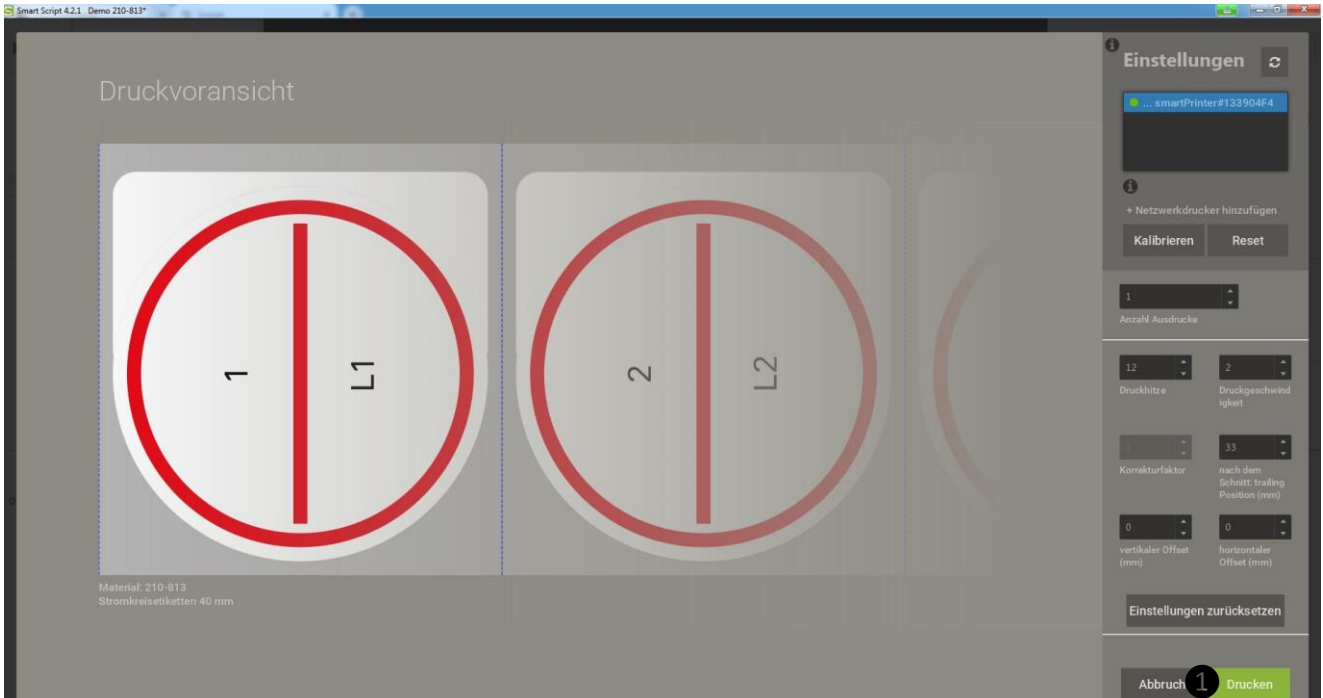 Smart Script 4.2.1 Demo 210-813*
Druckvoransicht
1
L1
2
L2
Material: 210-813
Stromkreisetiketten 40 mm
Einstellungen
... smartPrinter#133904F4
+ Netzwerkdrucker hinzufügen
Kalibrieren Reset
1
Anzahl Ausdrucke
12 2
Druckhitze Druckgeschwind
igkeit
33
Korrekturfaktor nach dem
Schnitt: trailing
Position (mm)
0 0
vertikaler Offset horizontaler
(mm) Offset (mm)
Einstellungen zurücksetzen
Abbruch 1 Drucken